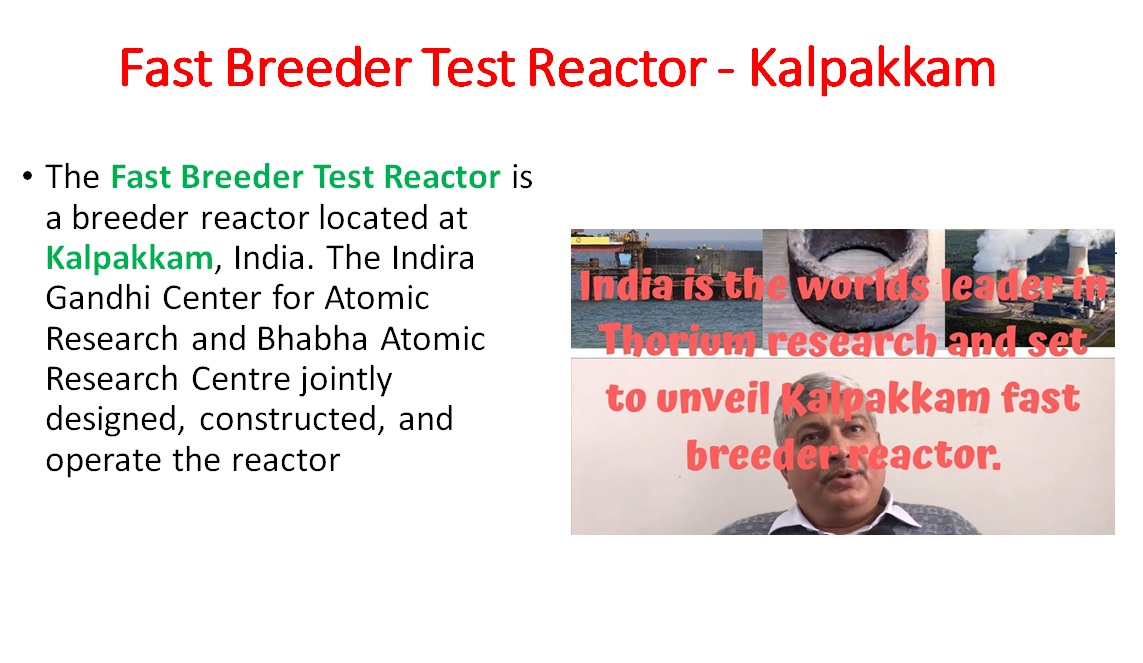 Fast Breeder Test Reactor - Kalpakkam
• The Fast Breeder Test Reactor is
a breeder reactor located at
Kalpakkam, India. The Indira
Gandhi Center for Atomic
Research and Bhabha Atomic
Research Centre jointly
designed, constructed, and
operate the reactor
India is the worlds leader in
Thorium research and set
to unveil Kalpakkam fast
breeder reactor.